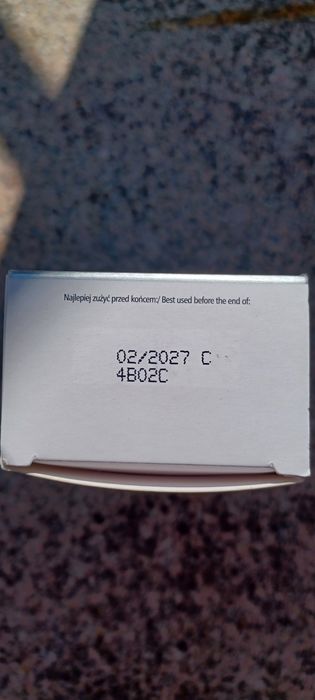 Najlepiej zużyć przed końcem:/ Best used before the end of:
02/2027 C
4B02C